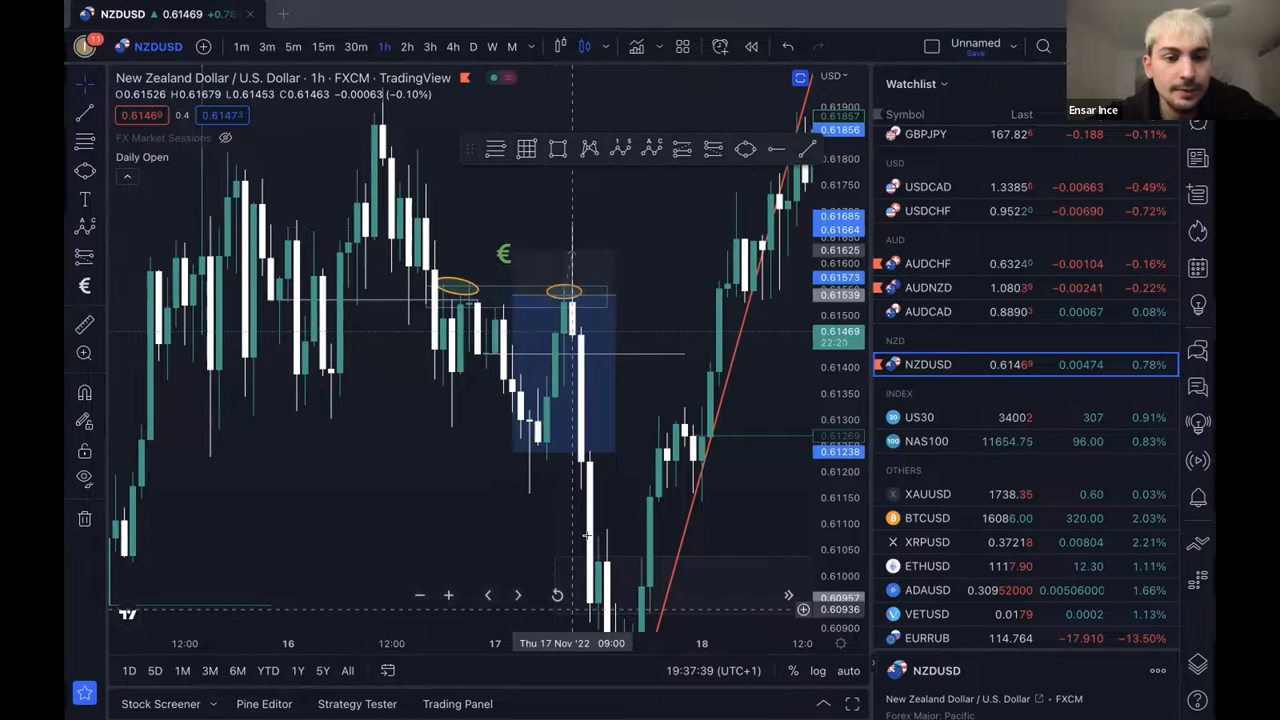 NZDUSD 0.61469 +0.78
11
NZDUSD 1m 3m 5m 15m 30m 1h 2h 3h 4h D W M
Unnamed
Save
Ensar Ince
New Zealand Dollar / U.S. Dollar · 1h · FXCM · TradingView
O0.61526 H0.61679 L0.61453 C0.61463 −0.00063 (−0.10%)
0.61469 0.4 0.61473
FX Market Sessions
Daily Open
USD
0.61900
0.61857
0.61856
0.61800
0.61750
0.61685
0.61664
0.61625
0.61600
0.61573
0.61539
0.61500
0.61469
22:20
0.61400
0.61350
0.61300
0.61269
0.61238
0.61200
0.61150
0.61100
0.61050
0.61000
0.60957
0.60936
0.60900
€
€
12:00 16 12:00 17 Thu 17 Nov '22 09:00 18 12:0
1D 5D 1M 3M 6M YTD 1Y 5Y All
19:37:39 (UTC+1) % log auto
Stock Screener Pine Editor Strategy Tester Trading Panel
Watchlist
Symbol Last
GBPJPY 167.826 −0.188 −0.11%
USD
USDCAD 1.33856 −0.00663 −0.49%
USDCHF 0.95220 −0.00690 −0.72%
AUD
AUDCHF 0.63240 −0.00104 −0.16%
AUDNZD 1.08039 −0.00241 −0.22%
AUDCAD 0.88903 0.00067 0.08%
NZD
NZDUSD 0.61469 0.00474 0.78%
INDEX
US30 34002 307 0.91%
NAS100 11654.75 96.00 0.83%
OTHERS
XAUUSD 1738.35 0.60 0.03%
BTCUSD 16086.00 320.00 2.03%
XRPUSD 0.37218 0.00804 2.21%
ETHUSD 1117.90 12.30 1.11%
ADAUSD 0.30952000 0.00506000 1.66%
VETUSD 0.0179 0.0002 1.13%
EURRUB 114.764 −17.910 −13.50%
NZDUSD
New Zealand Dollar / U.S. Dollar · FXCM
Forex Major: Pacific